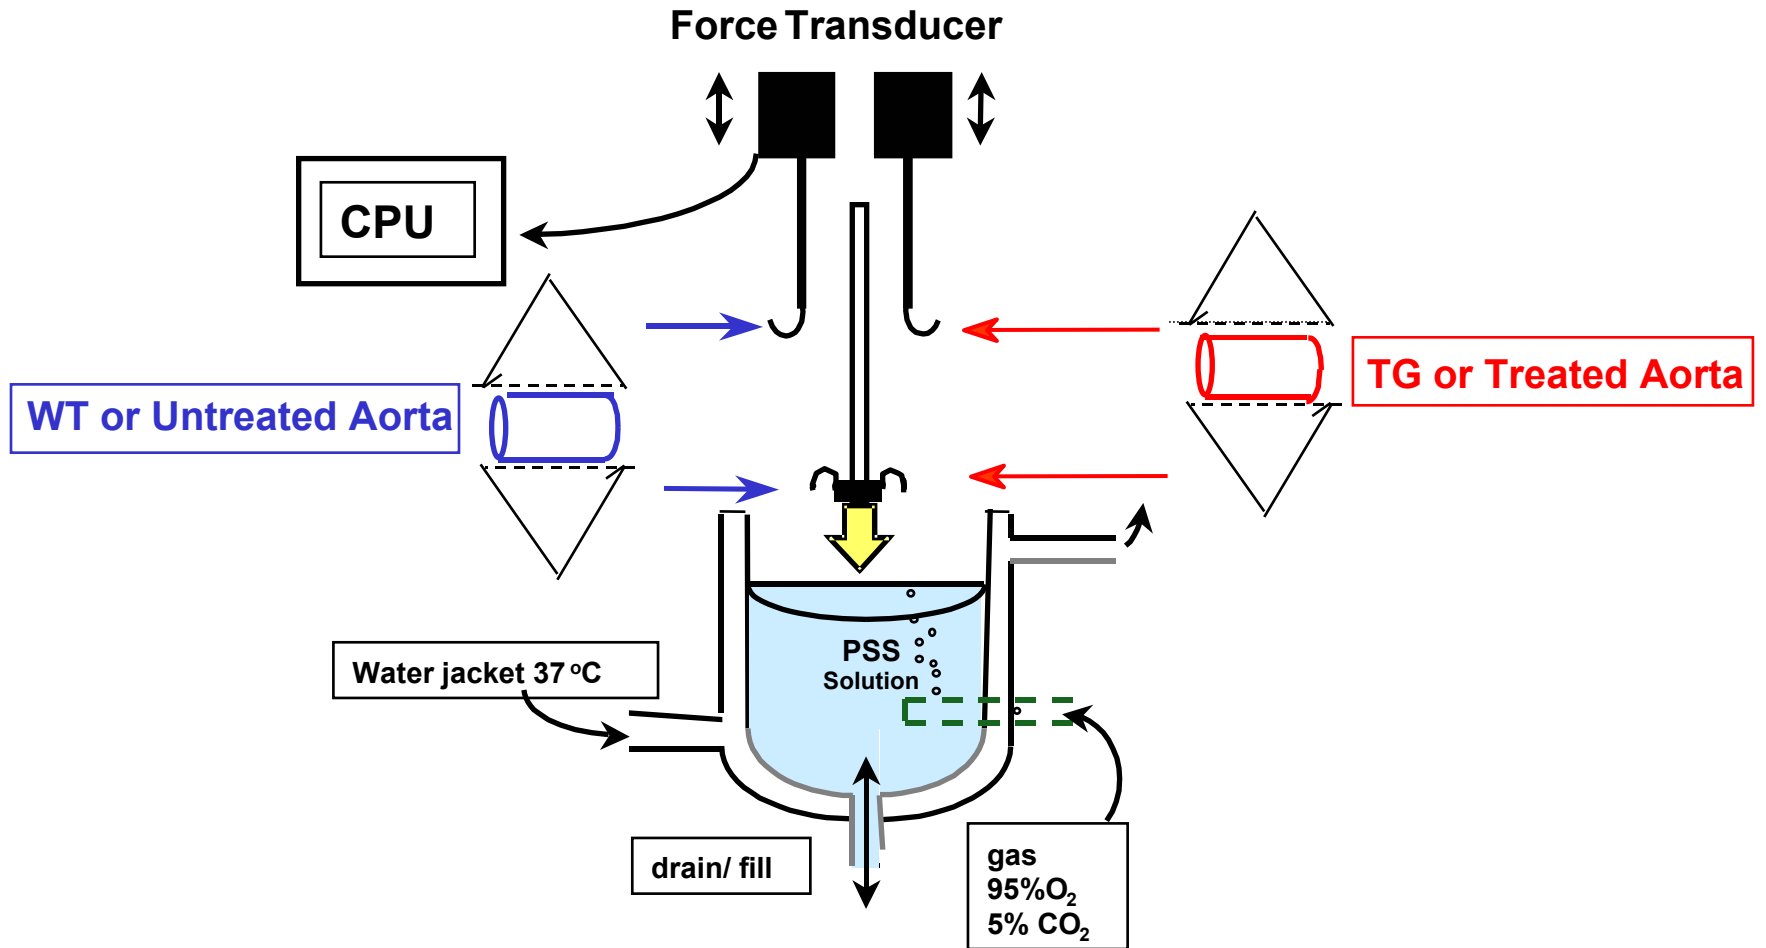 Force Transducer
CPU
WT or Untreated Aorta
TG or Treated Aorta
PSS
Solution
Water jacket 37 °C
drain/ fill
gas
95%O₂
5% CO₂